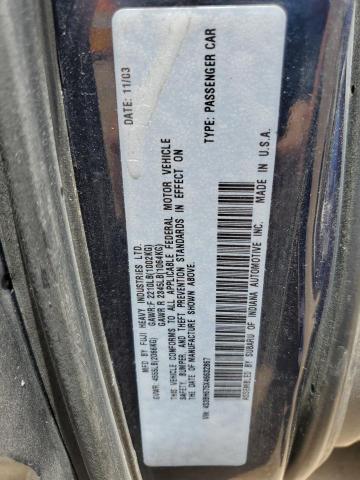 MFD. BY FUJI HEAVY INDUSTRIES LTD. DATE: 11/03
GVWR: 4555LB(2066KG) GAWR:F 2210LB(1002KG)
GAWR:R 2345LB(1064KG)
THIS VEHICLE CONFORMS TO ALL APPLICABLE FEDERAL MOTOR VEHICLE
SAFETY, BUMPER, AND THEFT PREVENTION STANDARDS IN EFFECT ON
THE DATE OF MANUFACTURE SHOWN ABOVE.
VIN: 4S3BH675X46632867 TYPE: PASSENGER CAR
ASSEMBLED BY SUBARU OF INDIANA AUTOMOTIVE INC. MADE IN U.S.A.